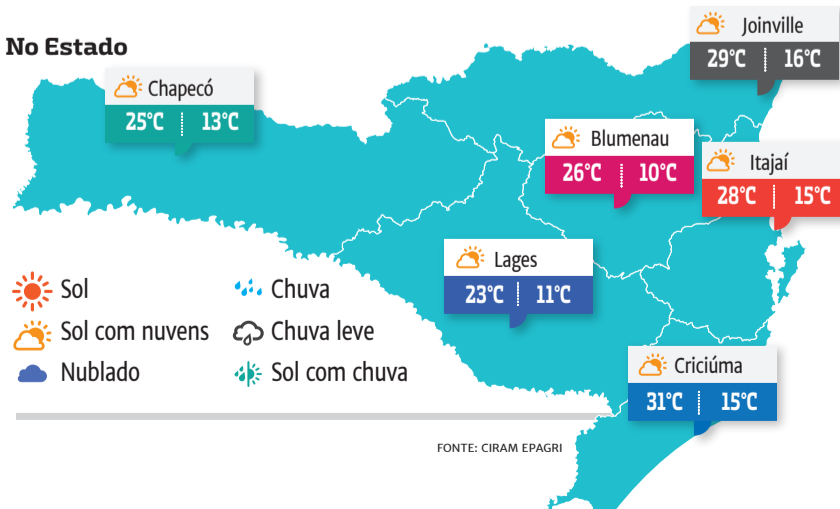 No Estado
Joinville
29°C 16°C
Chapecó
25°C 13°C
Blumenau
26°C 10°C
Itajaí
28°C 15°C
Lages
23°C 11°C
Sol
Chuva
Sol com nuvens
Chuva leve
Nublado
Sol com chuva
Criciúma
31°C 15°C
FONTE: CIRAM EPAGRI